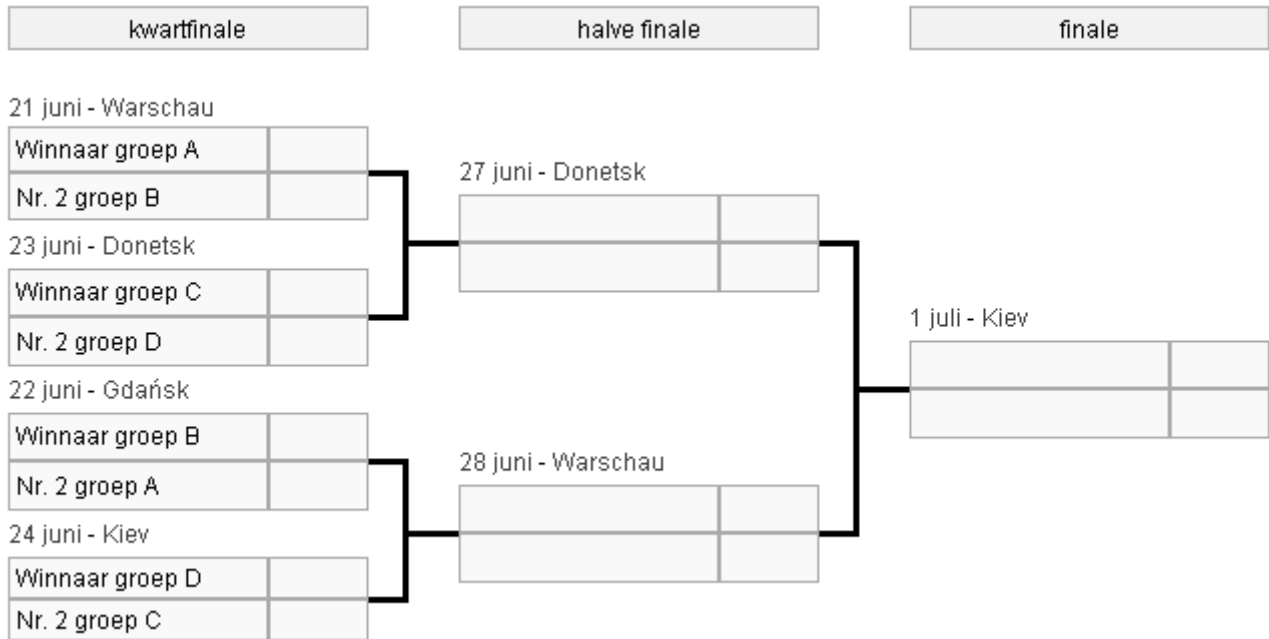 kwartfinale
halve finale
finale
21 juni - Warschau
Winnaar groep A
Nr. 2 groep B
23 juni - Donetsk
Winnaar groep C
Nr. 2 groep D
22 juni - Gdańsk
Winnaar groep B
Nr. 2 groep A
24 juni - Kiev
Winnaar groep D
Nr. 2 groep C
27 juni - Donetsk
28 juni - Warschau
1 juli - Kiev